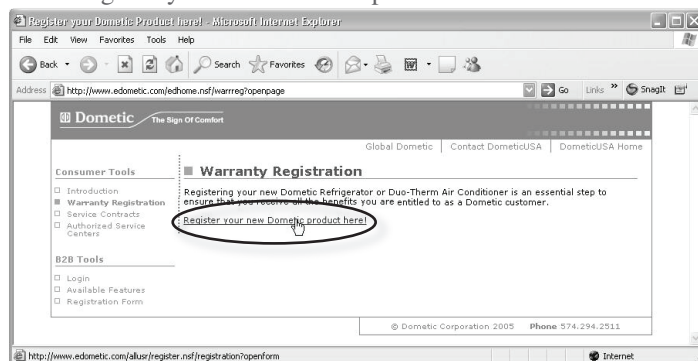 Register your Dometic Product here! - Microsoft Internet Explorer
File Edit View Favorites Tools Help
Back Search Favorites
Address http://www.edometic.com/edhome.nsf/warrreg?openpage Go Links » SnagIt
Dometic The Sign Of Comfort
Global Dometic Contact DometicUSA DometicUSA Home
Consumer Tools
Introduction
Warranty Registration
Service Contracts
Authorized Service
Centers
B2B Tools
Login
Available Features
Registration Form
Warranty Registration
Registering your new Dometic Refrigerator or Duo-Therm Air Conditioner is an essential step to
ensure that you receive all the benefits you are entitled to as a Dometic customer.
Register your new Dometic product here!
© Dometic Corporation 2005 Phone 574.294.2511
http://www.edometic.com/allusr/register.nsf/registration?openform Internet